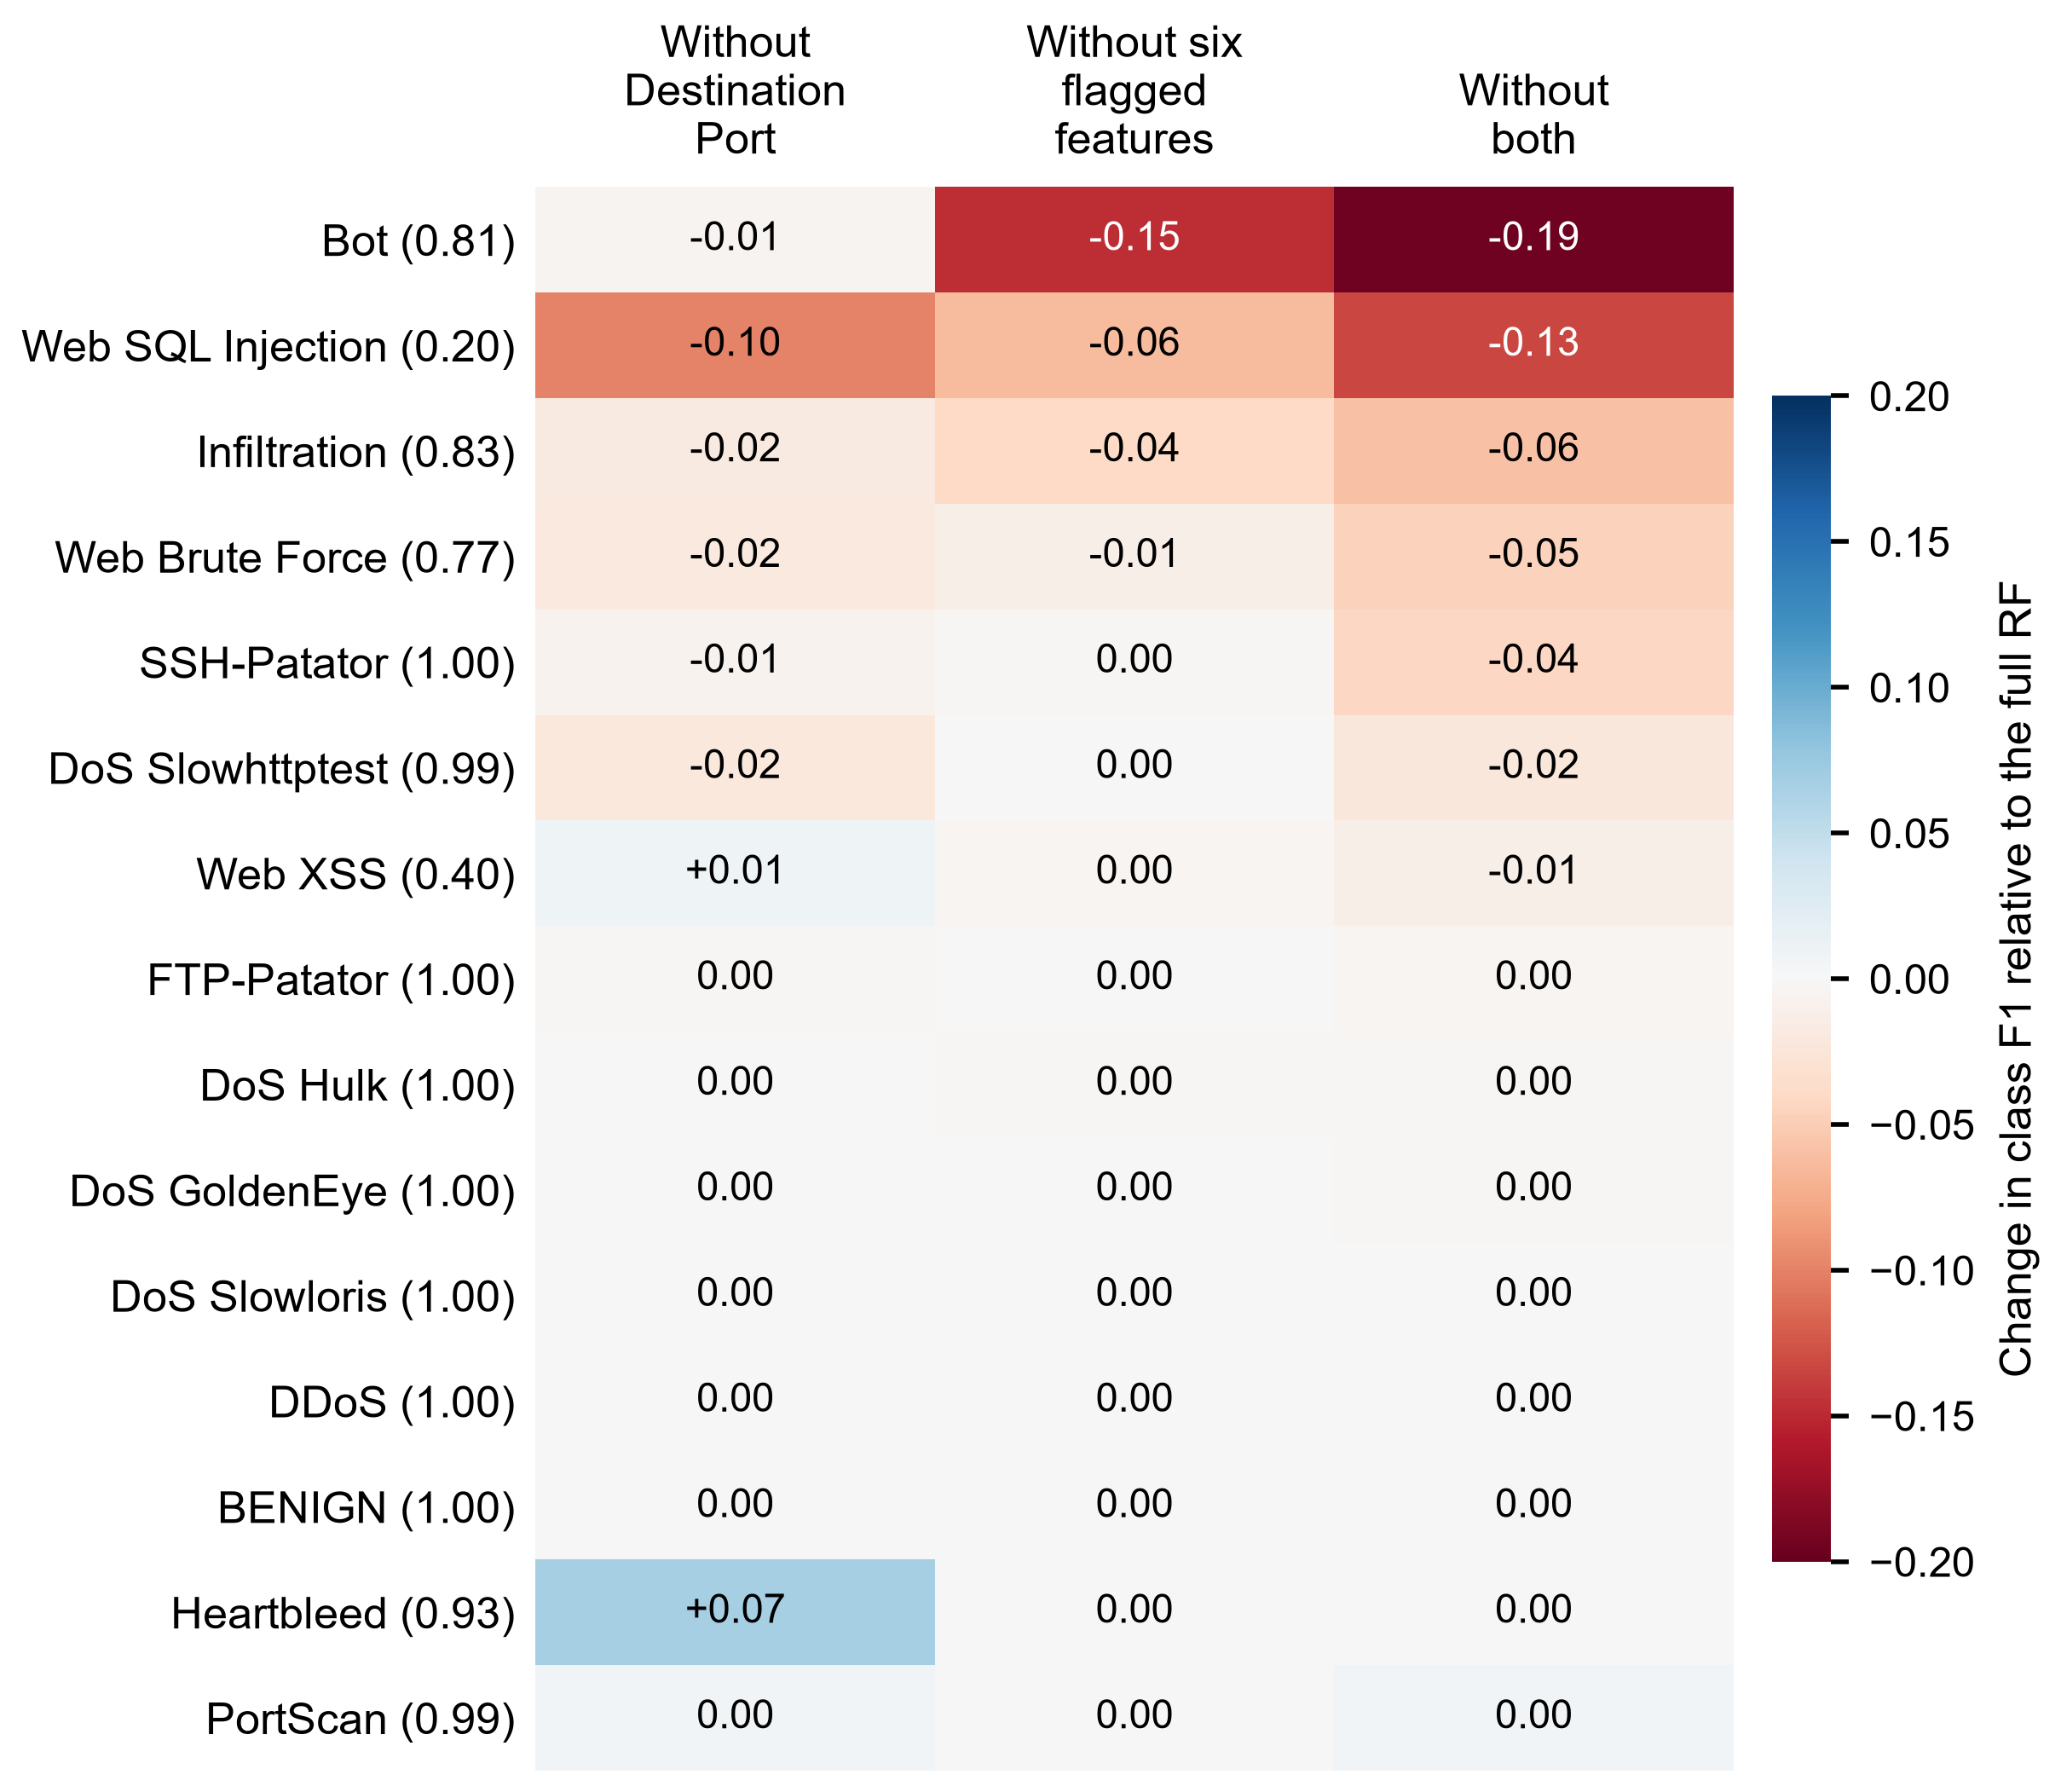 Without
Destination
Port
Without six
flagged
features
Without
both
Bot (0.81) -0.01 -0.15 -0.19
Web SQL Injection (0.20) -0.10 -0.06 -0.13
Infiltration (0.83) -0.02 -0.04 -0.06
Web Brute Force (0.77) -0.02 -0.01 -0.05
SSH-Patator (1.00) -0.01 0.00 -0.04
DoS Slowhttptest (0.99) -0.02 0.00 -0.02
Web XSS (0.40) +0.01 0.00 -0.01
FTP-Patator (1.00) 0.00 0.00 0.00
DoS Hulk (1.00) 0.00 0.00 0.00
DoS GoldenEye (1.00) 0.00 0.00 0.00
DoS Slowloris (1.00) 0.00 0.00 0.00
DDoS (1.00) 0.00 0.00 0.00
BENIGN (1.00) 0.00 0.00 0.00
Heartbleed (0.93) +0.07 0.00 0.00
PortScan (0.99) 0.00 0.00 0.00
0.20
0.15
0.10
0.05
0.00
−0.05
−0.10
−0.15
−0.20
Change in class F1 relative to the full RF